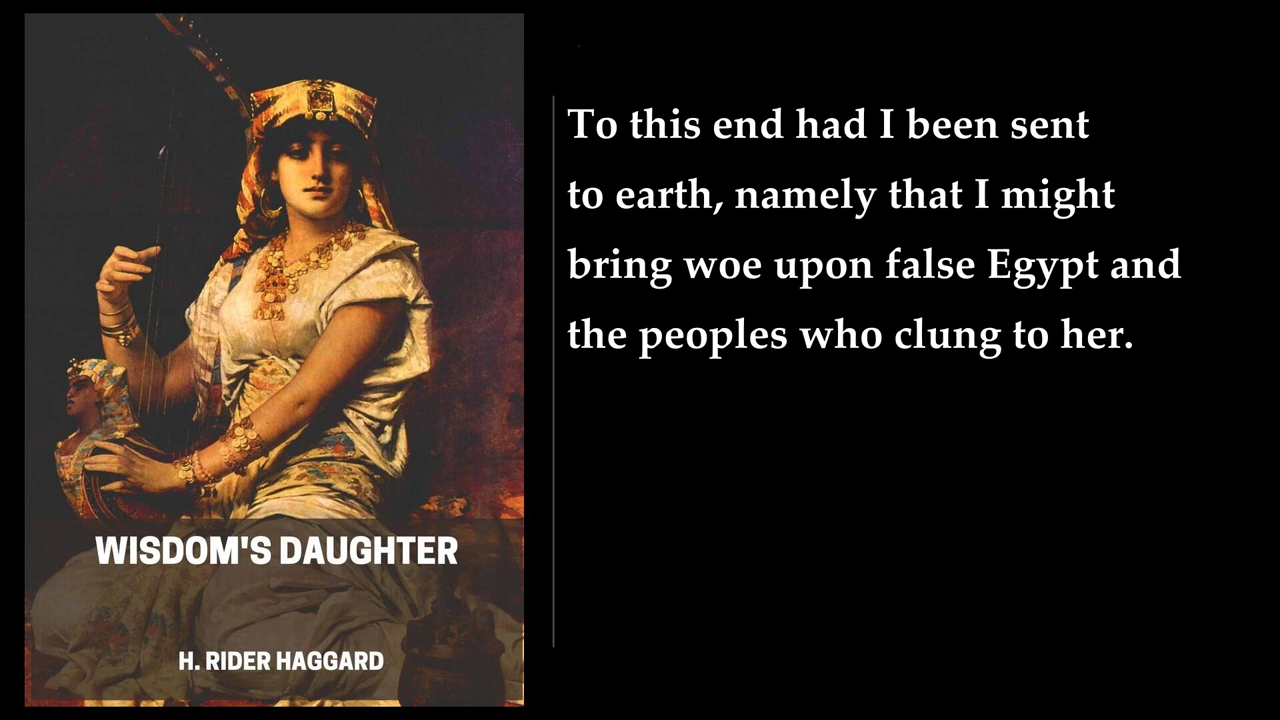 WISDOM'S DAUGHTER
H. RIDER HAGGARD
To this end had I been sent
to earth, namely that I might
bring woe upon false Egypt and
the peoples who clung to her.